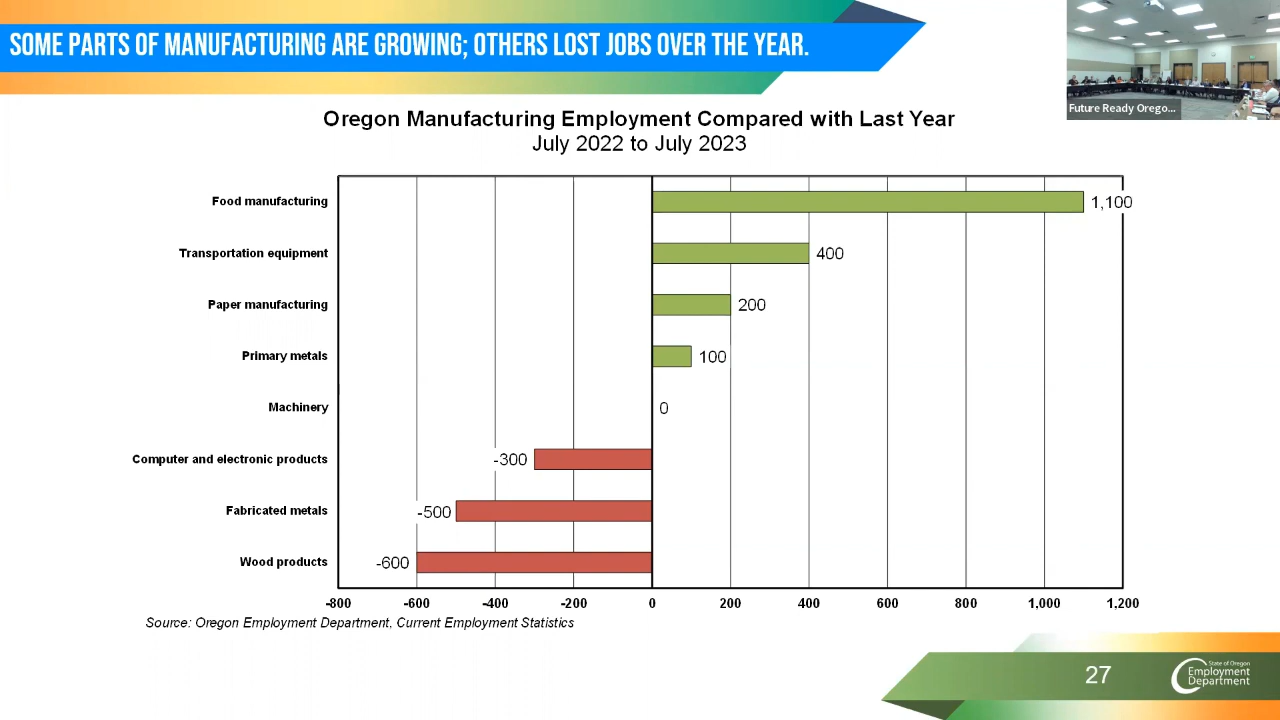 SOME PARTS OF MANUFACTURING ARE GROWING; OTHERS LOST JOBS OVER THE YEAR.
Future Ready Orego...
Oregon Manufacturing Employment Compared with Last Year
July 2022 to July 2023
Food manufacturing 1,100
Transportation equipment 400
Paper manufacturing 200
Primary metals 100
Machinery 0
Computer and electronic products -300
Fabricated metals -500
Wood products -600
-800 -600 -400 -200 0 200 400 600 800 1,000 1,200
Source: Oregon Employment Department, Current Employment Statistics
27
State of Oregon
Employment
Department